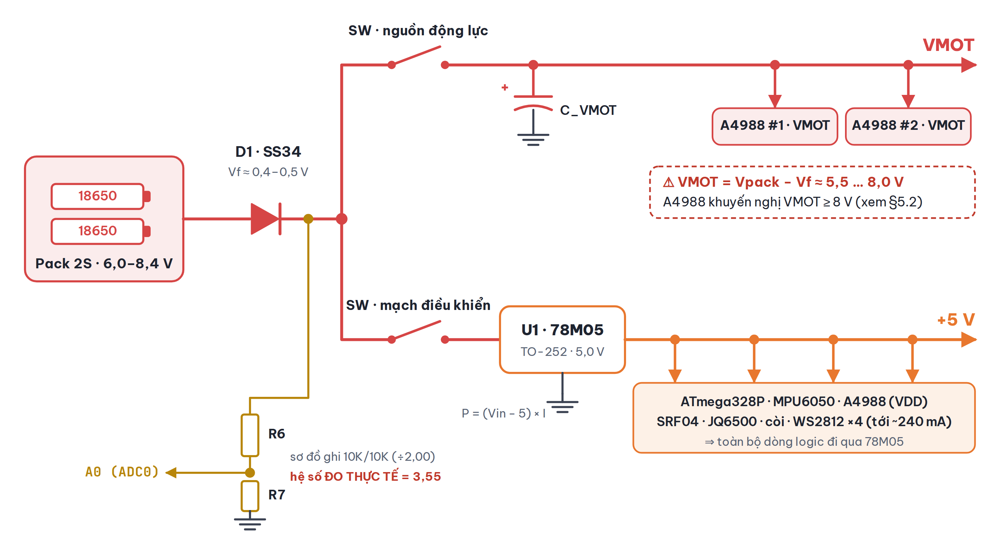 SW · nguồn động lực
VMOT
+
C_VMOT
A4988 #1 · VMOT
A4988 #2 · VMOT
D1 · SS34
Vf ≈ 0,4–0,5 V
⚠ VMOT = Vpack − Vf ≈ 5,5 … 8,0 V
A4988 khuyến nghị VMOT ≥ 8 V (xem §5.2)
18650
18650
Pack 2S · 6,0–8,4 V
SW · mạch điều khiển
U1 · 78M05
TO-252 · 5,0 V
+5 V
P = (Vin − 5) × I
ATmega328P · MPU6050 · A4988 (VDD)
SRF04 · JQ6500 · còi · WS2812 ×4 (tới ~240 mA)
⇒ toàn bộ dòng logic đi qua 78M05
R6
sơ đồ ghi 10K/10K (÷2,00)
A0 (ADC0)
hệ số ĐO THỰC TẾ = 3,55
R7